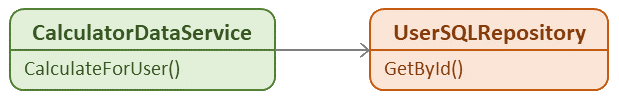 CalculatorDataService
CalculateForUser()
UserSQLRepository
GetById()